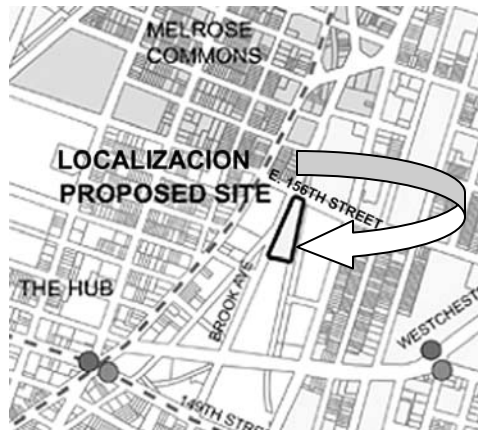 MELROSE
COMMONS
LOCALIZACION
PROPOSED SITE
E. 156TH STREET
THE HUB
BROOK AVE
WESTCHEST
149TH STRE